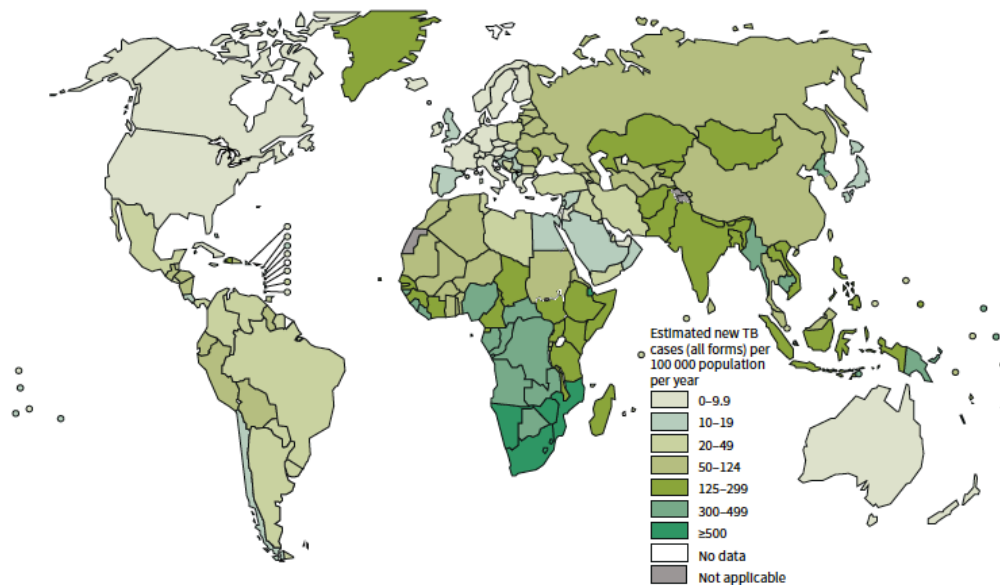 Estimated new TB
cases (all forms) per
100 000 population
per year
0–9.9
10–19
20–49
50–124
125–299
300–499
≥500
No data
Not applicable